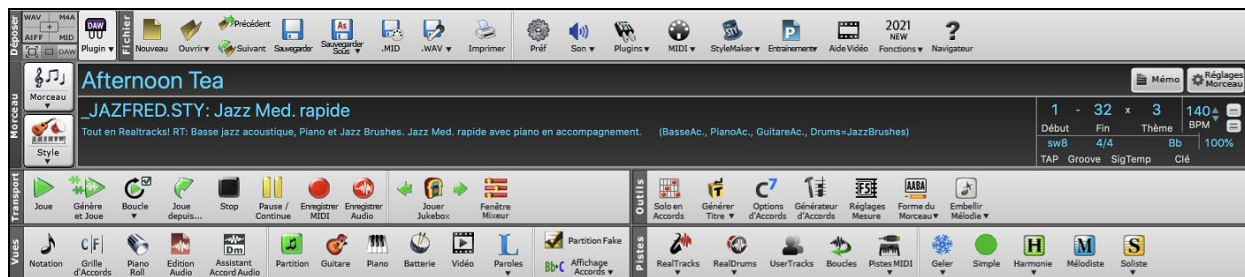 Déposer
WAV M4A
+
AIFF MID
DAW
DAW
Plugin
Fichier
Nouveau
Ouvrir
Précédent
Suivant
Sauvegarder
As
Sauvegarder
Sous
.MID
.WAV
Imprimer
Préf
Son
Plugins
MIDI
StyleMaker
Entrainement
Aide Vidéo
2021
NEW
Fonctions
?
Navigateur
Morceau
Morceau
Style
Afternoon Tea
Mémo
Réglages
Morceau
_JAZFRED.STY: Jazz Med. rapide
Tout en Realtracks! RT: Basse jazz acoustique, Piano et Jazz Brushes. Jazz Med. rapide avec piano en accompagnement. (BasseAc., PianoAc., GuitareAc., Drums=JazzBrushes)
1 - 32 x 3 140
Début Fin Thème BPM
sw8 4/4 Bb 100%
TAP Groove SigTemp Clé
Transport
Joue
Génère
et Joue
Boucle
Joue
depuis...
Stop
Pause /
Continue
Enregistrer
MIDI
Enregistrer
Audio
Jouer
Jukebox
Fenêtre
Mixeur
Outils
Solo en
Accords
Générer
Titre
C7
Options
d'Accords
Générateur
d'Accords
Réglages
Mesure
AABA
Forme du
Morceau
Embellir
Mélodie
Vues
Notation
C|F|
Grille
d'Accords
Piano
Roll
Edition
Audio
Dm
Assistant
Accord Audio
Partition
Guitare
Piano
Batterie
Vidéo
L
Paroles
Partition Fake
Bb•C
Affichage
Accords
Pistes
RealTracks
RealDrums
UserTracks
Boucles
Pistes MIDI
Geler
Simple
H
Harmonie
M
Mélodiste
S
Soliste